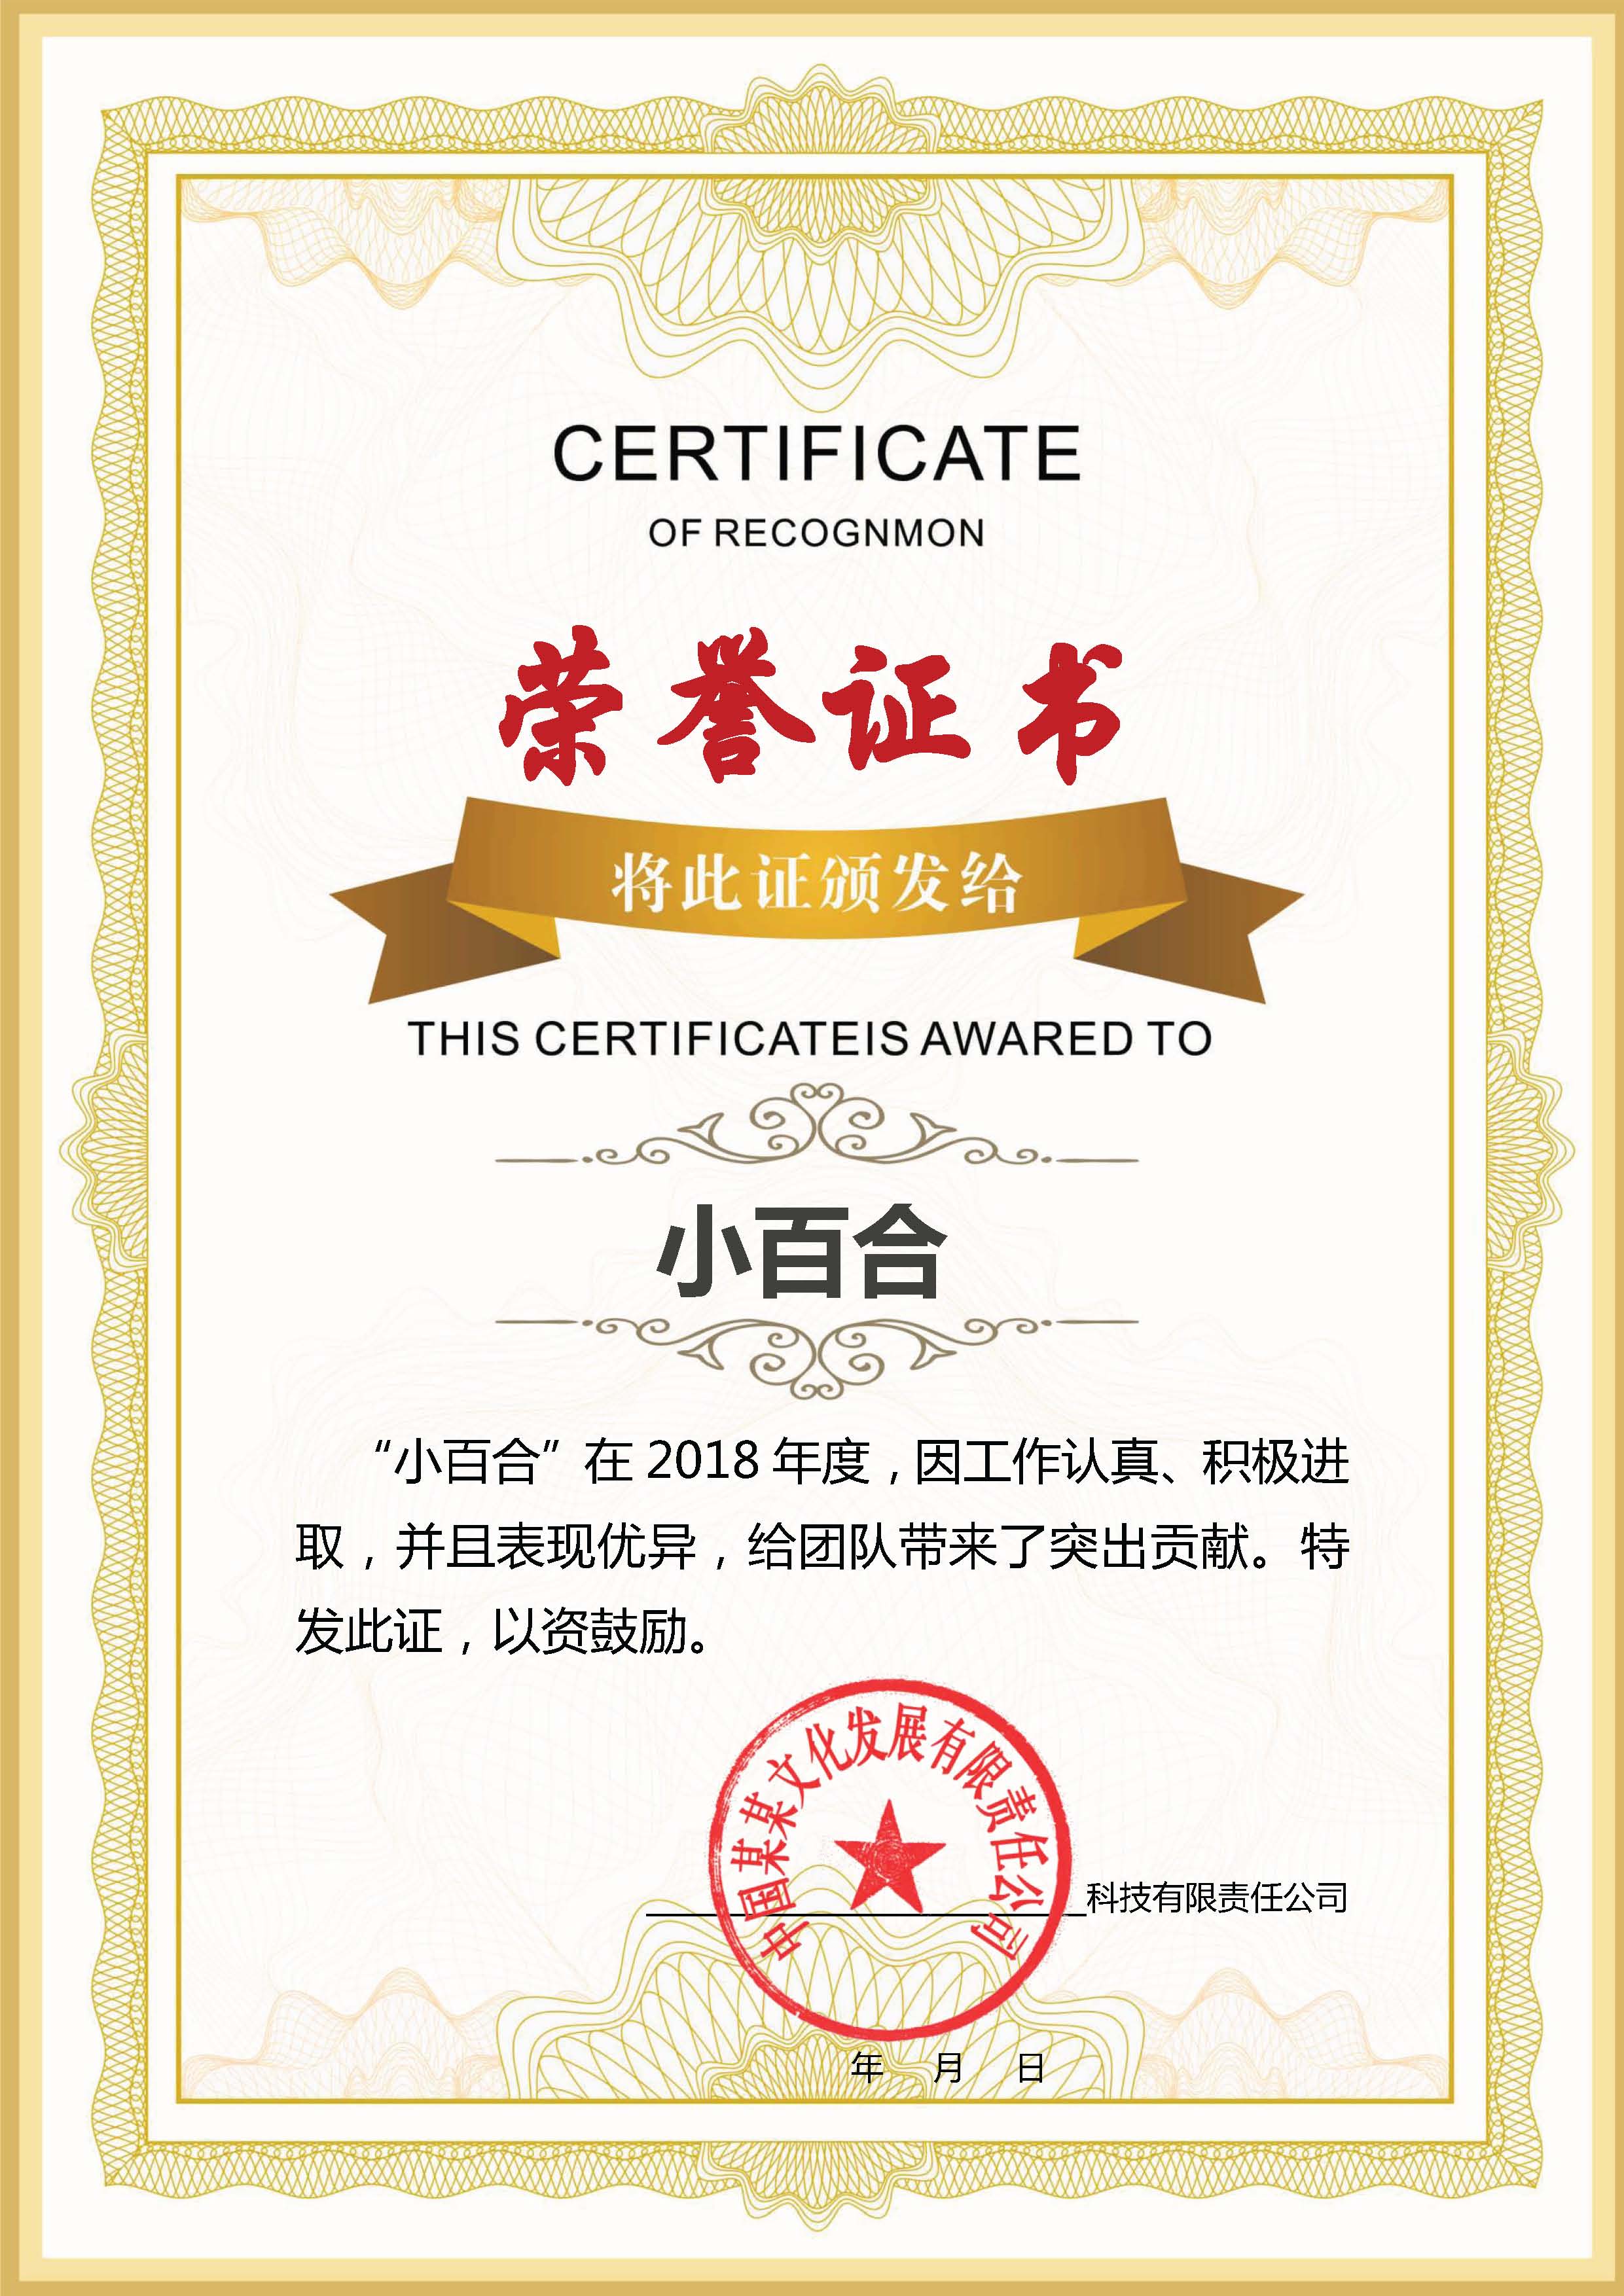 CERTIFICATE
OF RECOGNMON
荣誉证书
将此证颁发给
THIS CERTIFICATEIS AWARED TO
小百合
“小百合”在 2018 年度，因工作认真、积极进
取，并且表现优异，给团队带来了突出贡献。特
发此证，以资鼓励。
中国某某文化发展有限责任公司
科技有限责任公司
年 月 日